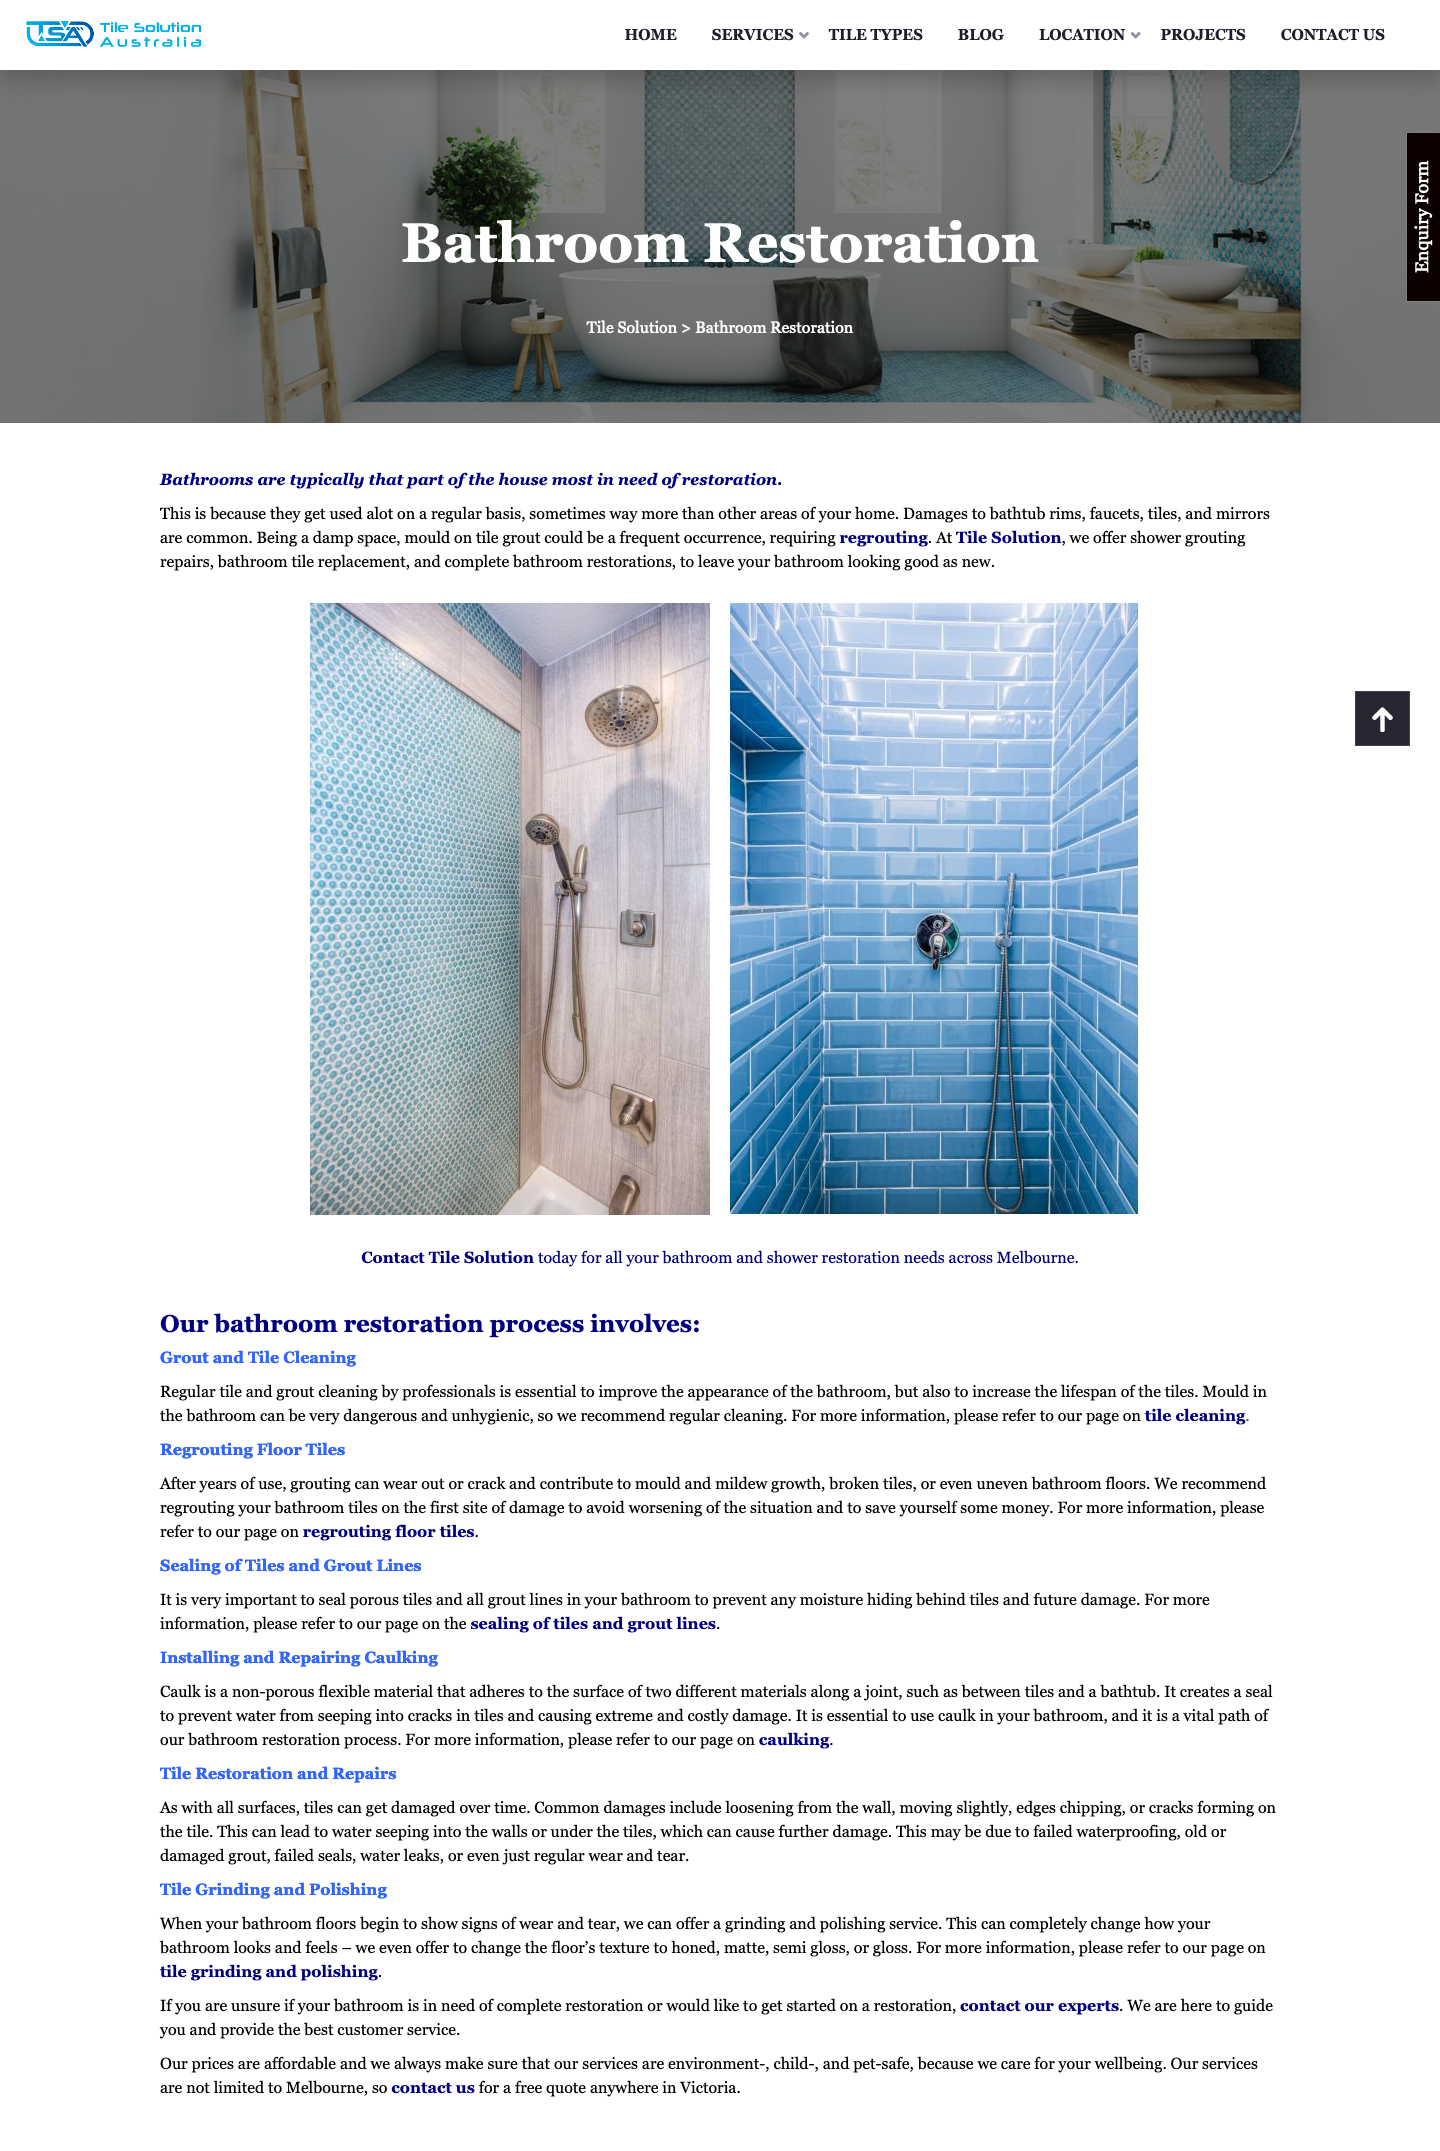 TSA Tile Solution
Australia
HOME SERVICES TILE TYPES BLOG LOCATION PROJECTS CONTACT US
Enquiry Form
Bathroom Restoration
Tile Solution > Bathroom Restoration
Bathrooms are typically that part of the house most in need of restoration.
This is because they get used alot on a regular basis, sometimes way more than other areas of your home. Damages to bathtub rims, faucets, tiles, and mirrors
are common. Being a damp space, mould on tile grout could be a frequent occurrence, requiring regrouting. At Tile Solution, we offer shower grouting
repairs, bathroom tile replacement, and complete bathroom restorations, to leave your bathroom looking good as new.
Contact Tile Solution today for all your bathroom and shower restoration needs across Melbourne.
Our bathroom restoration process involves:
Grout and Tile Cleaning
Regular tile and grout cleaning by professionals is essential to improve the appearance of the bathroom, but also to increase the lifespan of the tiles. Mould in
the bathroom can be very dangerous and unhygienic, so we recommend regular cleaning. For more information, please refer to our page on tile cleaning.
Regrouting Floor Tiles
After years of use, grouting can wear out or crack and contribute to mould and mildew growth, broken tiles, or even uneven bathroom floors. We recommend
regrouting your bathroom tiles on the first site of damage to avoid worsening of the situation and to save yourself some money. For more information, please
refer to our page on regrouting floor tiles.
Sealing of Tiles and Grout Lines
It is very important to seal porous tiles and all grout lines in your bathroom to prevent any moisture hiding behind tiles and future damage. For more
information, please refer to our page on the sealing of tiles and grout lines.
Installing and Repairing Caulking
Caulk is a non-porous flexible material that adheres to the surface of two different materials along a joint, such as between tiles and a bathtub. It creates a seal
to prevent water from seeping into cracks in tiles and causing extreme and costly damage. It is essential to use caulk in your bathroom, and it is a vital path of
our bathroom restoration process. For more information, please refer to our page on caulking.
Tile Restoration and Repairs
As with all surfaces, tiles can get damaged over time. Common damages include loosening from the wall, moving slightly, edges chipping, or cracks forming on
the tile. This can lead to water seeping into the walls or under the tiles, which can cause further damage. This may be due to failed waterproofing, old or
damaged grout, failed seals, water leaks, or even just regular wear and tear.
Tile Grinding and Polishing
When your bathroom floors begin to show signs of wear and tear, we can offer a grinding and polishing service. This can completely change how your
bathroom looks and feels – we even offer to change the floor’s texture to honed, matte, semi gloss, or gloss. For more information, please refer to our page on
tile grinding and polishing.
If you are unsure if your bathroom is in need of complete restoration or would like to get started on a restoration, contact our experts. We are here to guide
you and provide the best customer service.
Our prices are affordable and we always make sure that our services are environment-, child-, and pet-safe, because we care for your wellbeing. Our services
are not limited to Melbourne, so contact us for a free quote anywhere in Victoria.